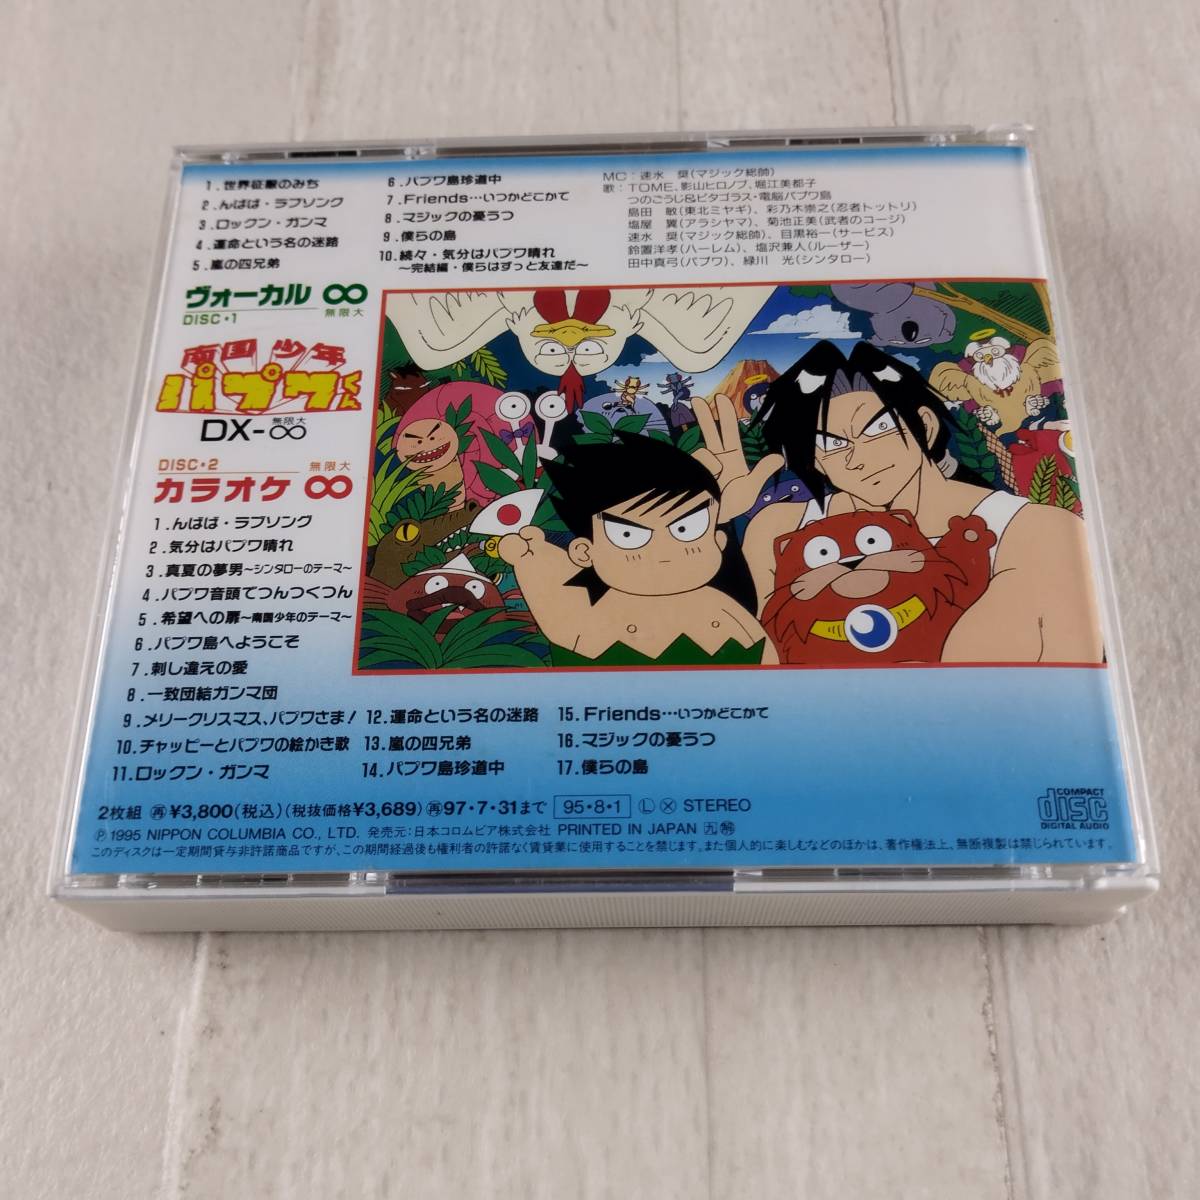 1.世界征服のみち
2.んばば・ラブソング
3.ロックン・ガンマ
4.運命という名の迷路
5.嵐の四兄弟
6.パプワ島珍道中
7.Friends…いつかどこかで
8.マジックの憂うつ
9.僕らの島
10.続々・気分はパプワ晴れ
～完結編・僕らはずっと友達だ～
MC:速水 奨(マジック総帥)
歌:TOME、影山ヒロノブ、堀江美都子
つのごうじ&ピタゴラス・電脳パプワ島
島田 敏(東北ミヤギ)、彩乃木崇之(忍者トットリ)
塩屋 翼(アラシヤマ)、菊池正美(武者のコージ)
速水 奨(マジック総帥)、目黒裕一(サービス)
鈴置洋孝(ハーレム)、塩沢兼人(ルーザー)
田中真弓(パプワ)、緑川 光(シンタロー)
ヴォーカル ∞
DISC・1 無限大
南国少年
パプワくん
無限大
DX-∞
DISC・2 無限大
カラオケ ∞
1.んばば・ラブソング
2.気分はパプワ晴れ
3.真夏の夢男～シンタローのテーマ～
4.パプワ音頭でつんつくつん
5.希望への扉～南国少年のテーマ～
6.パプワ島へようこそ
7.刺し違えの愛
8.一致団結ガンマ団
9.メリークリスマス、パプワさま!
10.チャッピーとパプワの絵かき歌
11.ロックン・ガンマ
12.運命という名の迷路
13.嵐の四兄弟
14.パプワ島珍道中
15.Friends…いつかどこかで
16.マジックの憂うつ
17.僕らの島
2枚組 再¥3,800(税込)(税抜価格¥3,689)再97・7・31まで 95・8・1 Ⓛ Ⓧ STEREO
Ⓟ1995 NIPPON COLUMBIA CO., LTD. 発売元:日本コロムビア株式会社 PRINTED IN JAPAN 九 解
このディスクは一定期間貸与非許諾商品ですが、この期間経過後も権利者の許諾なく賃貸業に使用することを禁じます。また個人的に楽しむなどのほかは、著作権法上、無断複製は禁じられています。
COMPACT
disc
DIGITAL AUDIO